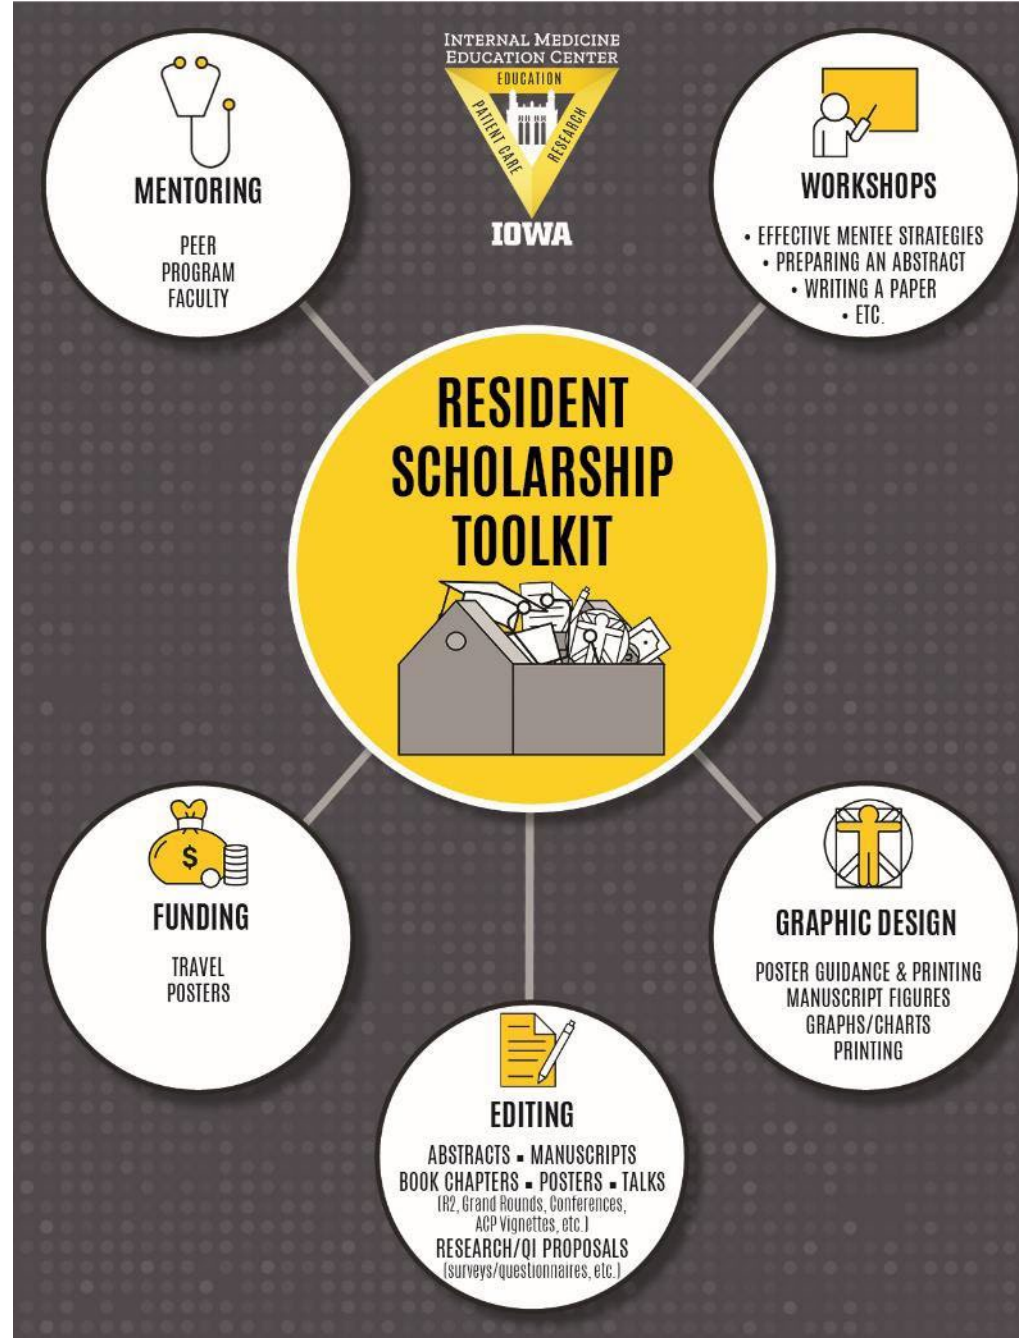 INTERNAL MEDICINE
EDUCATION CENTER
EDUCATION
PATIENT CARE
RESEARCH
IOWA
MENTORING
PEER
PROGRAM
FACULTY
WORKSHOPS
• EFFECTIVE MENTEE STRATEGIES
• PREPARING AN ABSTRACT
• WRITING A PAPER
• ETC.
RESIDENT
SCHOLARSHIP
TOOLKIT
$
FUNDING
TRAVEL
POSTERS
GRAPHIC DESIGN
POSTER GUIDANCE & PRINTING
MANUSCRIPT FIGURES
GRAPHS/CHARTS
PRINTING
EDITING
ABSTRACTS ▪ MANUSCRIPTS
BOOK CHAPTERS ▪ POSTERS ▪ TALKS
(R2, Grand Rounds, Conferences,
ACP Vignettes, etc.)
RESEARCH/QI PROPOSALS
(surveys/questionnaires, etc.)